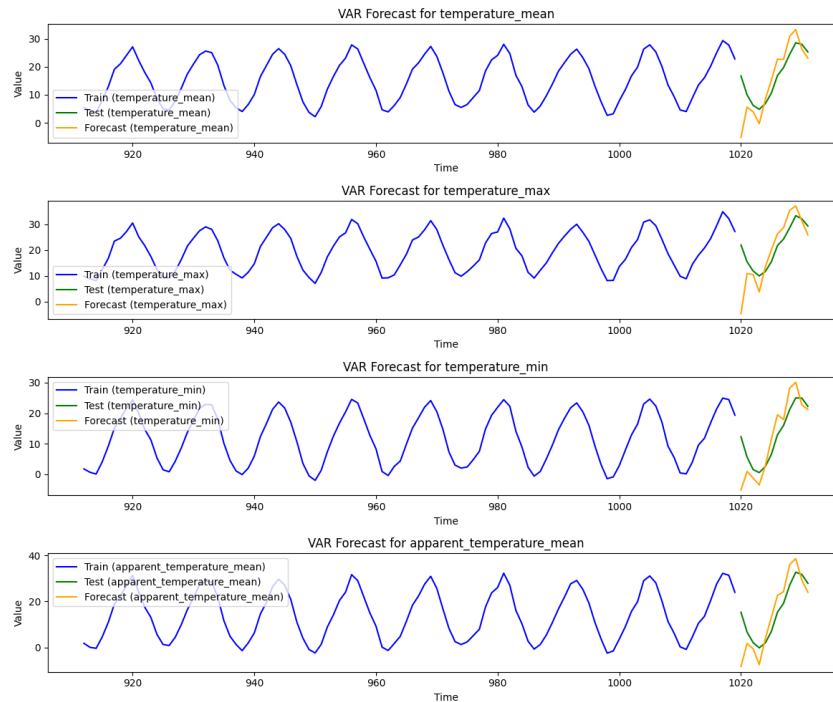 VAR Forecast for temperature_mean
30
20
10
0
Value
Train (temperature_mean)
Test (temperature_mean)
Forecast (temperature_mean)
920
940
960
980
1000
1020
Time
VAR Forecast for temperature_max
30
20
10
0
Value
Train (temperature_max)
Test (temperature_max)
Forecast (temperature_max)
920
940
960
980
1000
1020
Time
VAR Forecast for temperature_min
30
20
10
0
Value
Train (temperature_min)
Test (temperature_min)
Forecast (temperature_min)
920
940
960
980
1000
1020
Time
VAR Forecast for apparent_temperature_mean
40
20
0
Value
Train (apparent_temperature_mean)
Test (apparent_temperature_mean)
Forecast (apparent_temperature_mean)
920
940
960
980
1000
1020
Time